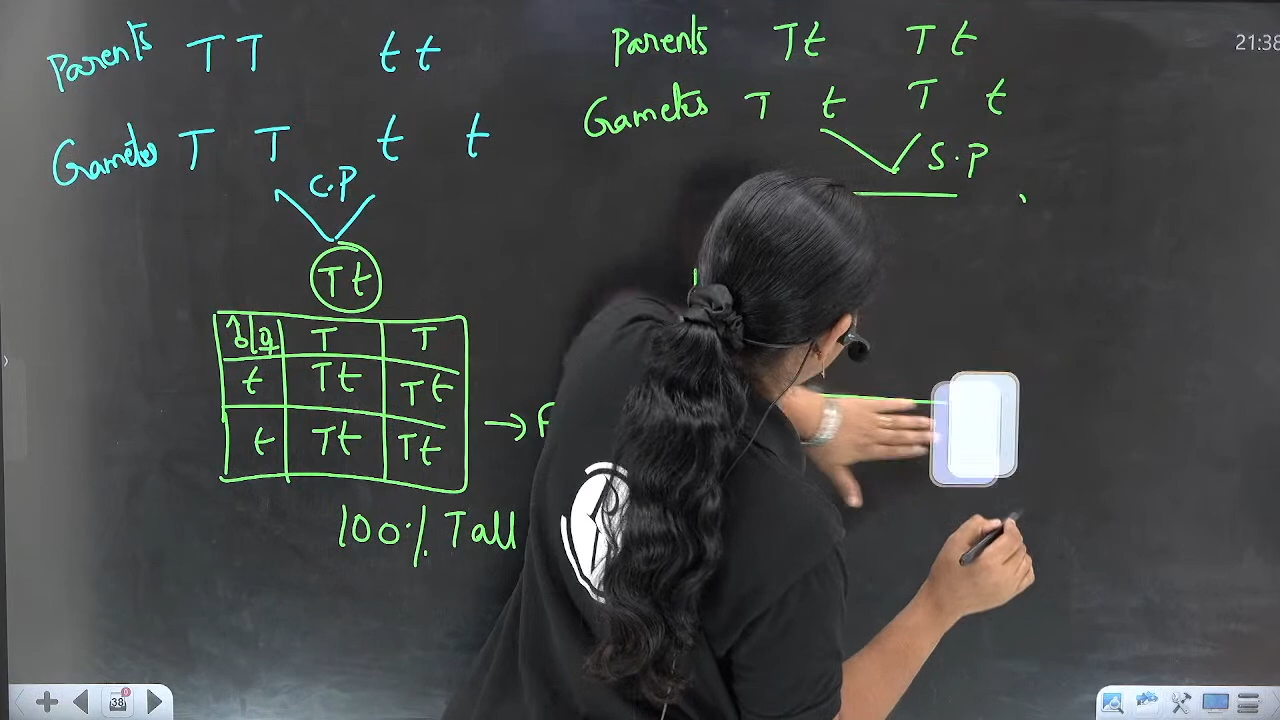 Parents TT tt
Gametes T T t t
C.P
Tt
♂|♀ T T
t Tt Tt
t Tt Tt
→ F
100% Tall
Parents Tt Tt
Gametes T t T t
S.P
21:38
38